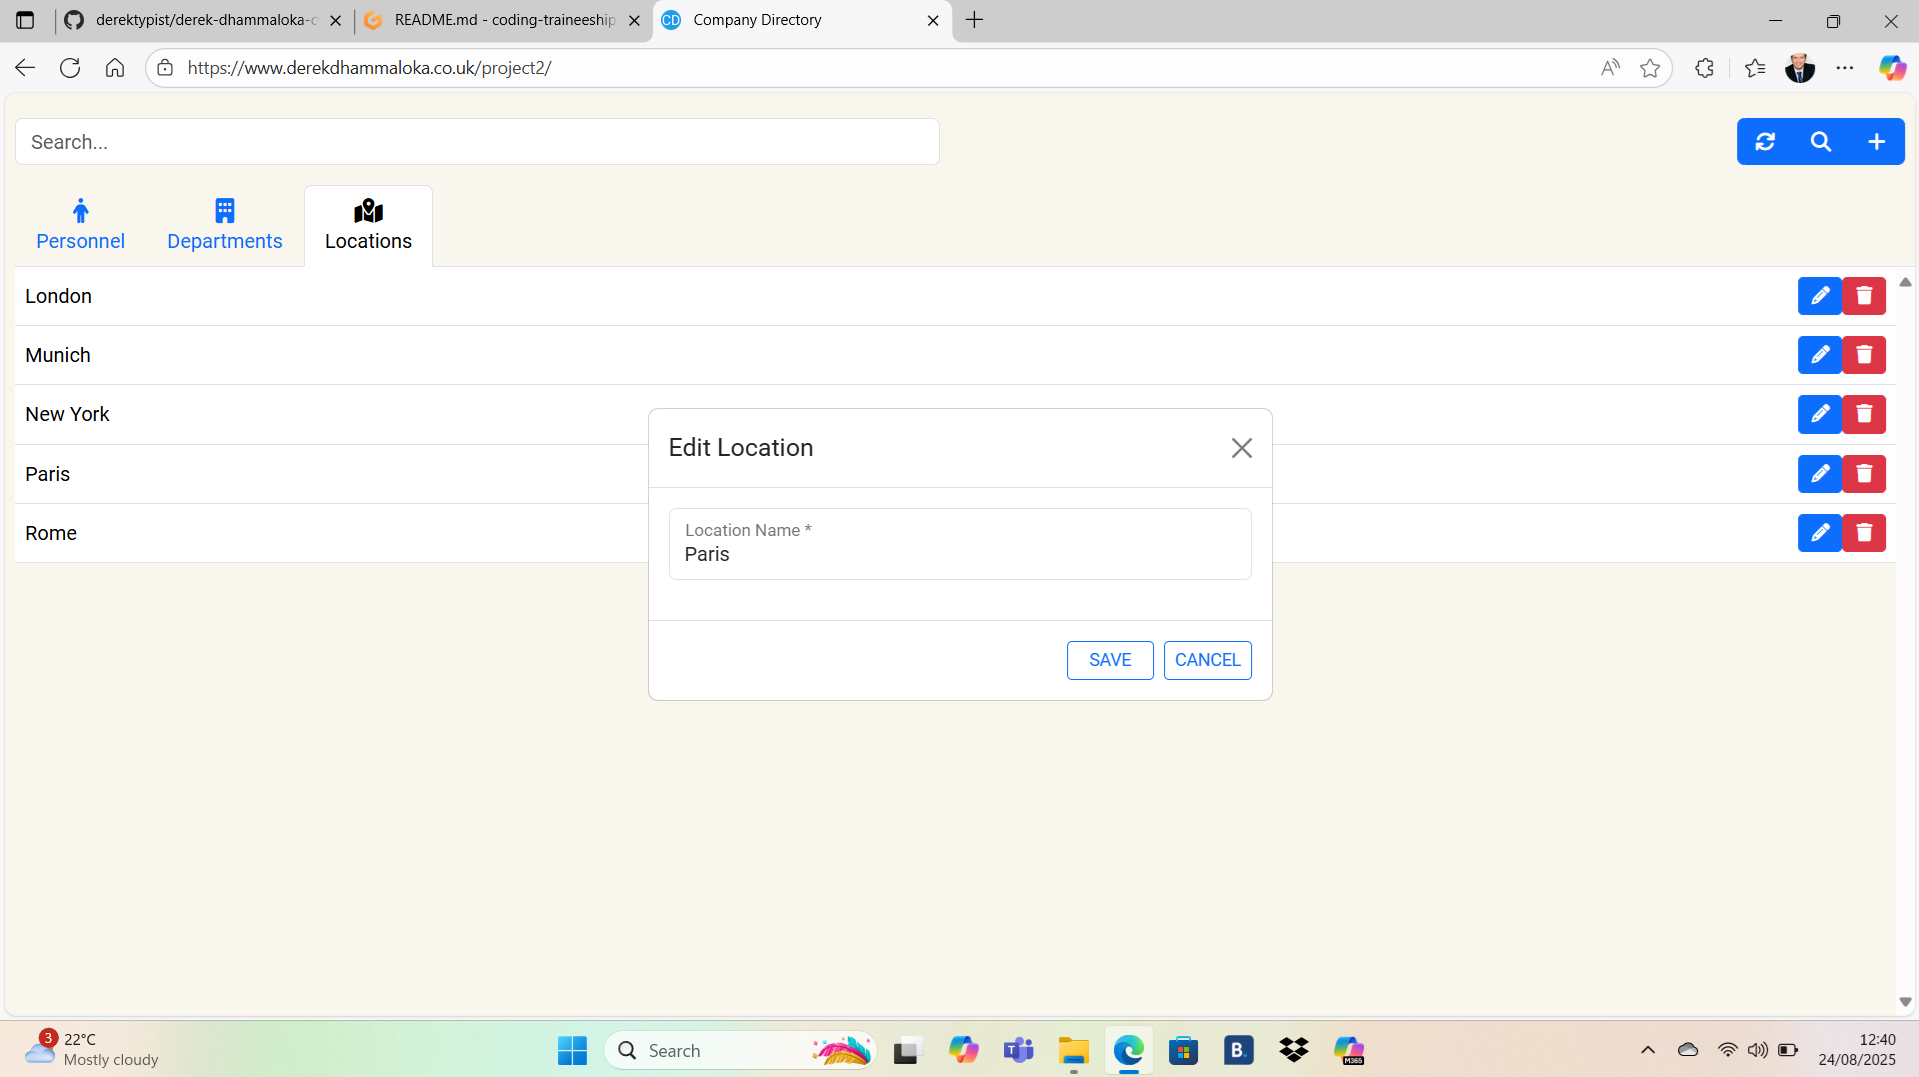 derektypist/derek-dhammaloka-c
README.md - coding-traineeship
CD Company Directory
https://www.derekdhammaloka.co.uk/project2/
Search...
Personnel
Departments
Locations
London
Munich
New York
Paris
Rome
Edit Location
Location Name *
Paris
SAVE
CANCEL
3
22°C
Mostly cloudy
Search
B.
M365
12:40
24/08/2025